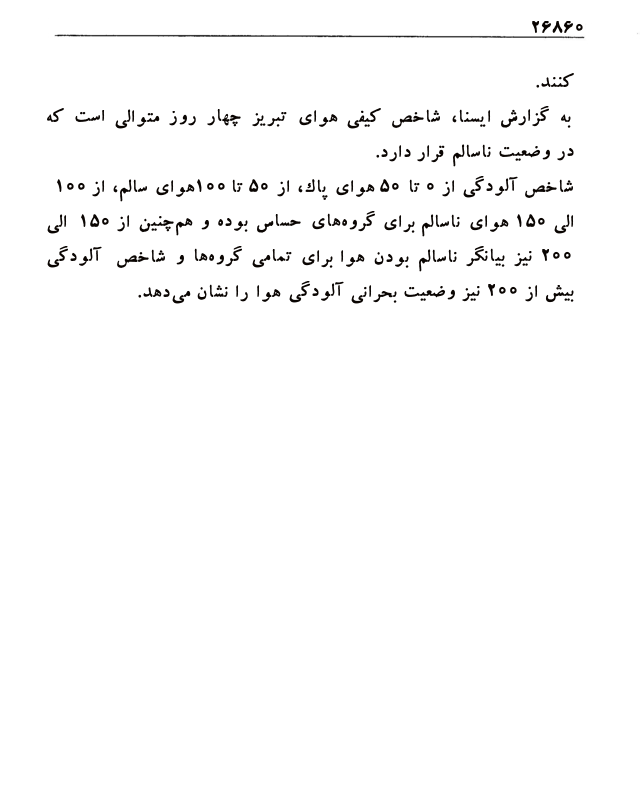 ۲۶۸۶۰
کنند.
به گزارش ایسنا، شاخص کیفی هوای تبریز چهار روز متوالی است که
در وضعیت ناسالم قرار دارد.
شاخص آلودگی از ۰ تا ۵۰ هوای پاك، از ۵۰ تا ۱۰۰هوای سالم، از ۱۰۰
الی ۱۵۰ هوای ناسالم برای گروه‌های حساس بوده و هم‌چنین از ۱۵۰ الی
۲۰۰ نیز بیانگر ناسالم بودن هوا برای تمامی گروه‌ها و شاخص آلودگی
بیش از ۲۰۰ نیز وضعیت بحرانی آلودگی هوا را نشان می‌دهد.